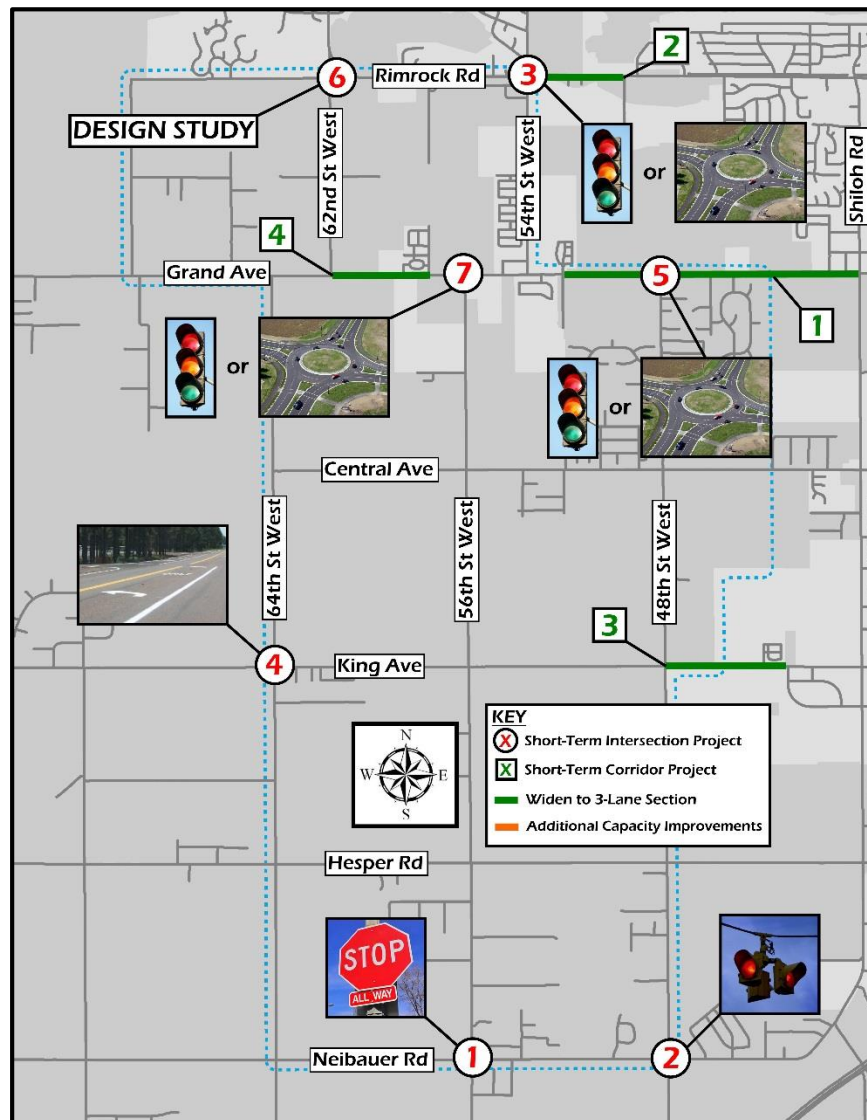 2
6
Rimrock Rd
3
DESIGN STUDY
62nd St West
54th St West
or
Shiloh Rd
4
Grand Ave
7
5
1
or
or
Central Ave
64th St West
56th St West
48th St West
3
4
King Ave
N
W E
S
KEY
X Short-Term Intersection Project
X Short-Term Corridor Project
Widen to 3-Lane Section
Additional Capacity Improvements
Hesper Rd
STOP
ALL WAY
Neibauer Rd
1
2